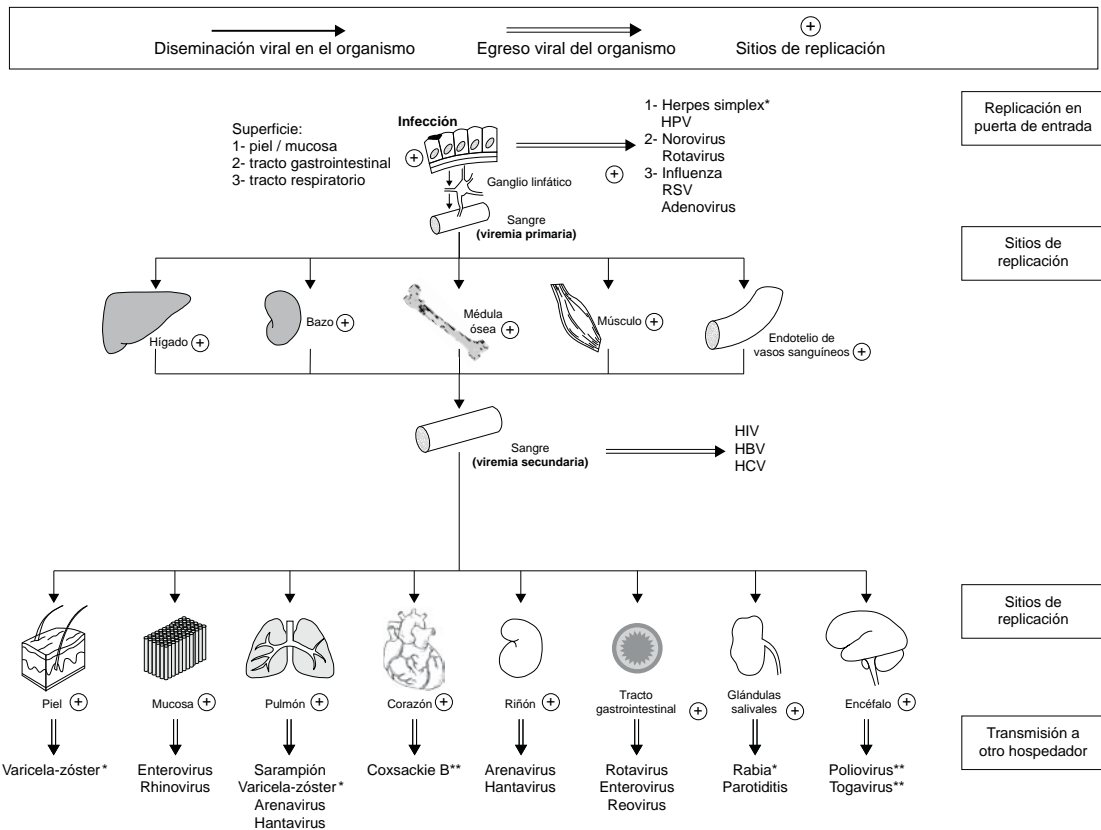 Diseminación viral en el organismo
Egreso viral del organismo
Sitios de replicación
Replicación en
puerta de entrada
Superficie:
1- piel / mucosa
2- tracto gastrointestinal
3- tracto respiratorio
Infección
Ganglio linfático
Sangre
(viremia primaria)
1- Herpes simplex*
HPV
2- Norovirus
Rotavirus
3- Influenza
RSV
Adenovirus
Sitios de
replicación
Hígado
Bazo
Médula
ósea
Músculo
Endotelio de
vasos sanguíneos
Sangre
(viremia secundaria)
HIV
HBV
HCV
Sitios de
replicación
Piel
Mucosa
Pulmón
Corazón
Riñón
Tracto
gastrointestinal
Glándulas
salivales
Encéfalo
Transmisión a
otro hospedador
Varicela-zóster*
Enterovirus
Rhinovirus
Sarampión
Varicela-zóster*
Arenavirus
Hantavirus
Coxsackie B**
Arenavirus
Hantavirus
Rotavirus
Enterovirus
Reovirus
Rabia*
Parotiditis
Poliovirus**
Togavirus**